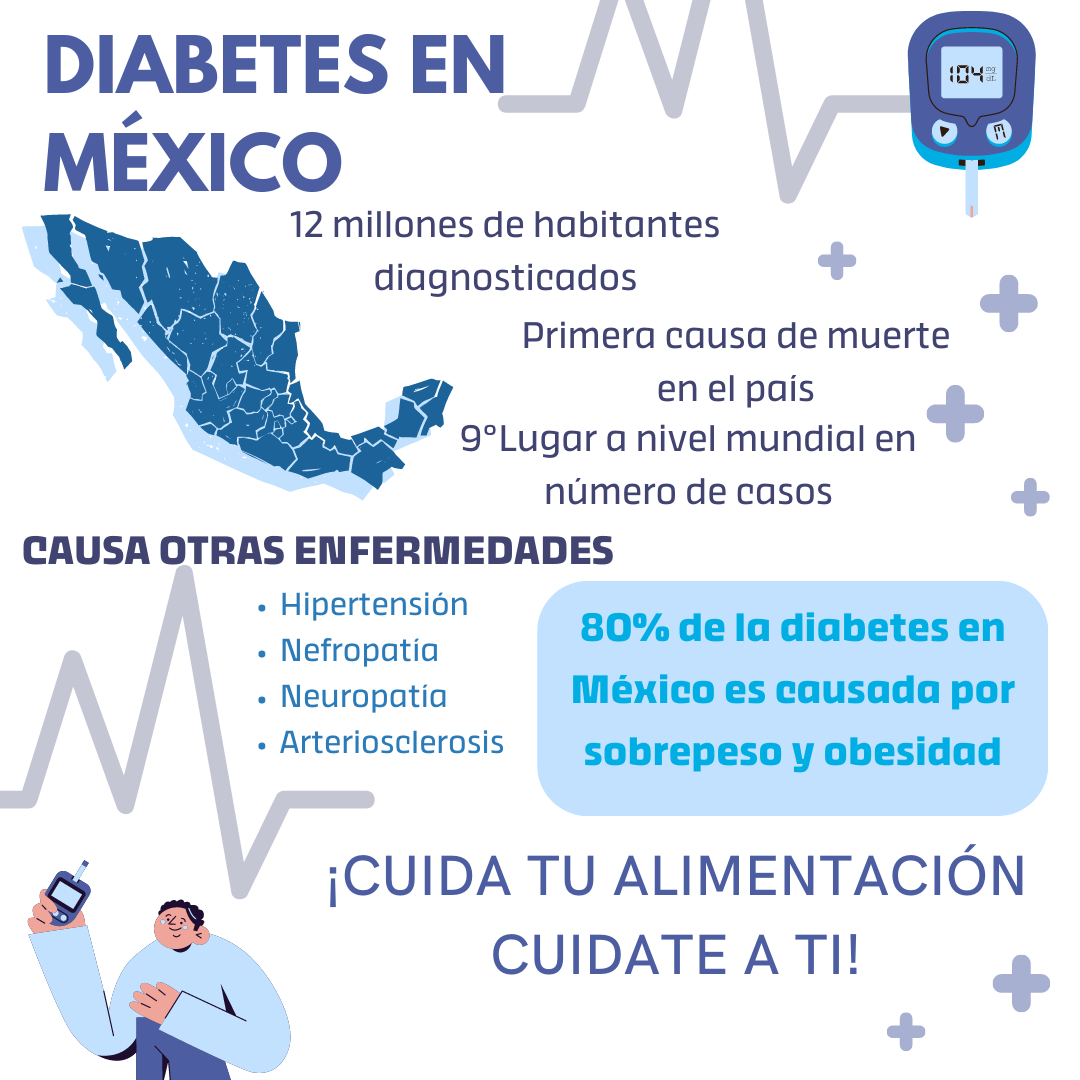 DIABETES EN
MÉXICO
104 mg/dL
12 millones de habitantes
diagnosticados
Primera causa de muerte
en el país
9°Lugar a nivel mundial en
número de casos
CAUSA OTRAS ENFERMEDADES
• Hipertensión
• Nefropatía
• Neuropatía
• Arteriosclerosis
80% de la diabetes en
México es causada por
sobrepeso y obesidad
¡CUIDA TU ALIMENTACIÓN
CUIDATE A TI!